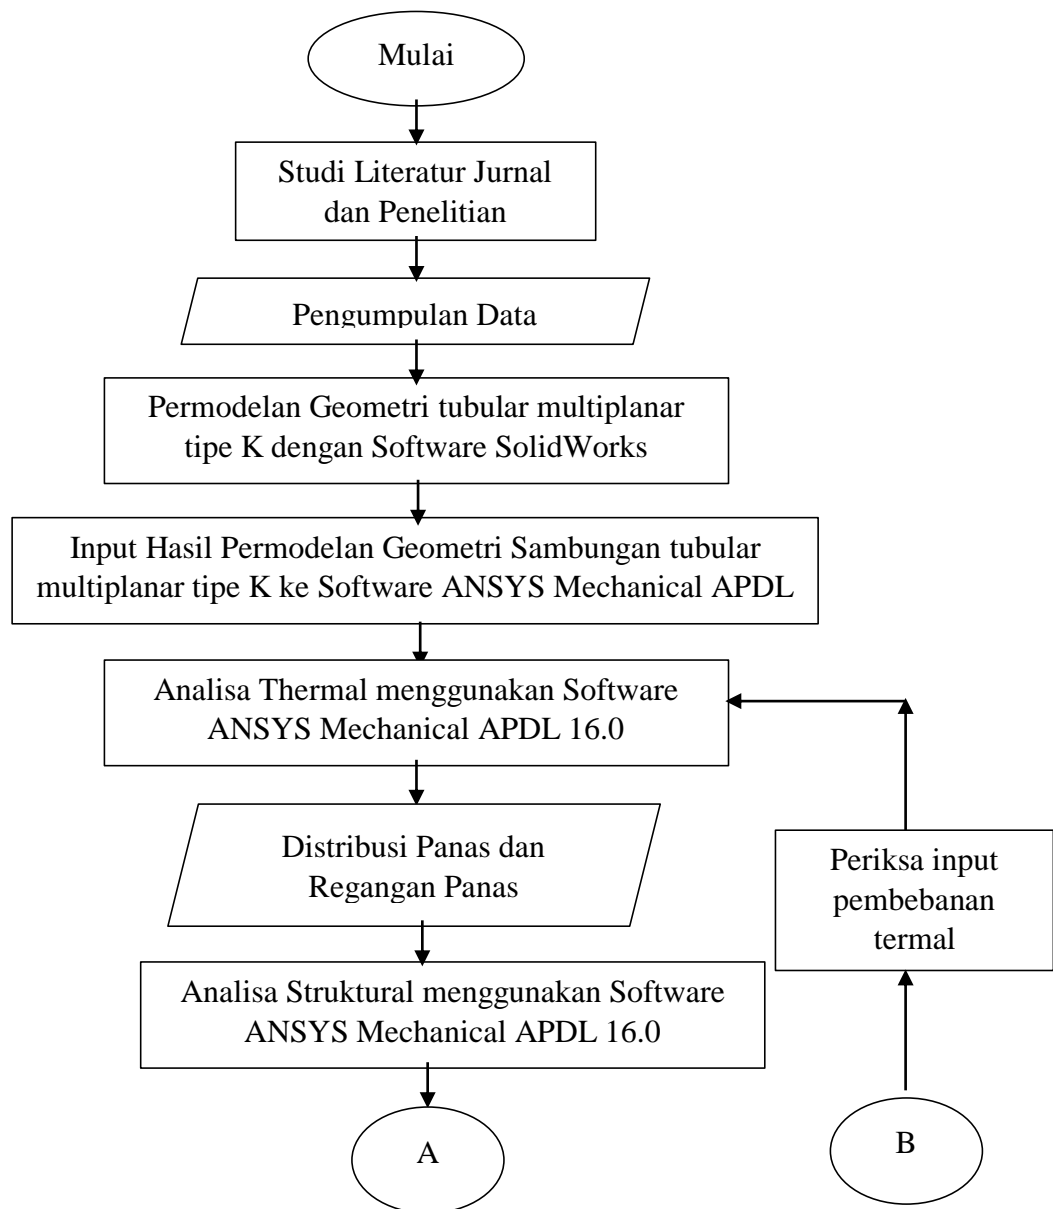 Mulai
Studi Literatur Jurnal
dan Penelitian
Pengumpulan Data
Permodelan Geometri tubular multiplanar
tipe K dengan Software SolidWorks
Input Hasil Permodelan Geometri Sambungan tubular
multiplanar tipe K ke Software ANSYS Mechanical APDL
Analisa Thermal menggunakan Software
ANSYS Mechanical APDL 16.0
Distribusi Panas dan
Regangan Panas
Periksa input
pembebanan
termal
Analisa Struktural menggunakan Software
ANSYS Mechanical APDL 16.0
A
B